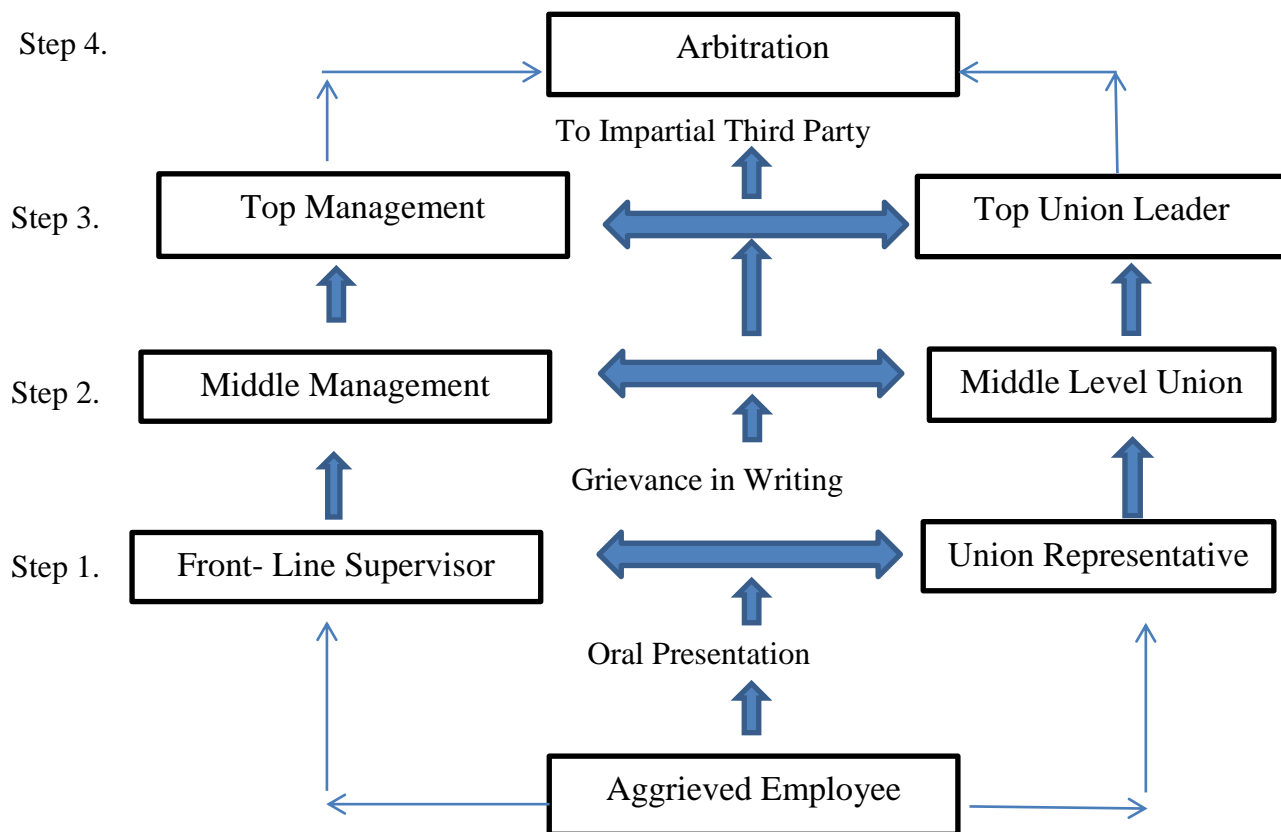 Step 4.
Arbitration
To Impartial Third Party
Step 3.
Top Management
Top Union Leader
Step 2.
Middle Management
Middle Level Union
Grievance in Writing
Step 1.
Front- Line Supervisor
Union Representative
Oral Presentation
Aggrieved Employee